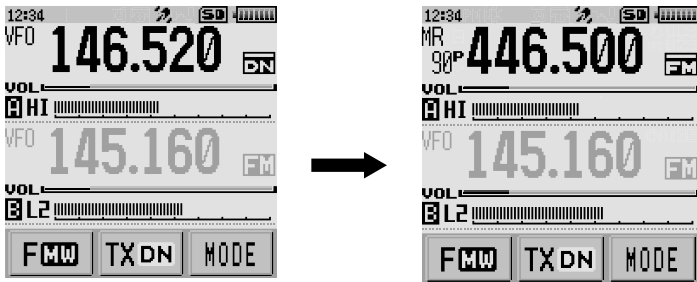 12:34 SD
VFO 146.520 DN
VOL
A HI
VFO 145.160 FM
VOL
B L2
F MW TX DN MODE
12:34 SD
MR 90P 446.500 FM
VOL
A HI
VFO 145.160 FM
VOL
B L2
F MW TX DN MODE